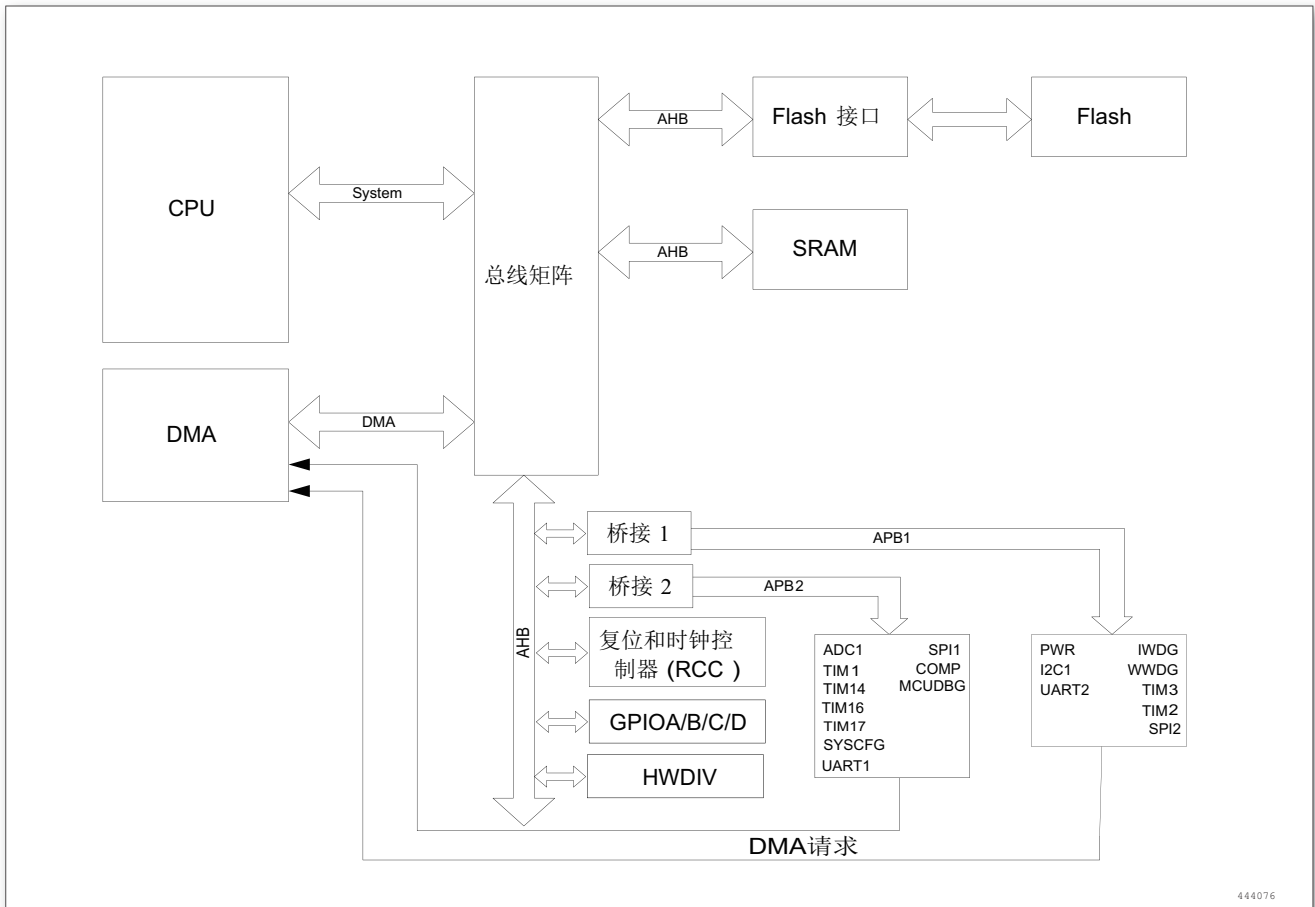 CPU
System
总线矩阵
AHB
Flash 接口
Flash
AHB
SRAM
DMA
DMA
AHB
桥接 1
APB1
桥接 2
APB2
复位和时钟控
制器 (RCC )
GPIOA/B/C/D
HWDIV
ADC1 SPI1
TIM1 COMP
TIM14 MCUDBG
TIM16
TIM17
SYSCFG
UART1
PWR IWDG
I2C1 WWDG
UART2 TIM3
TIM2
SPI2
DMA请求
444076